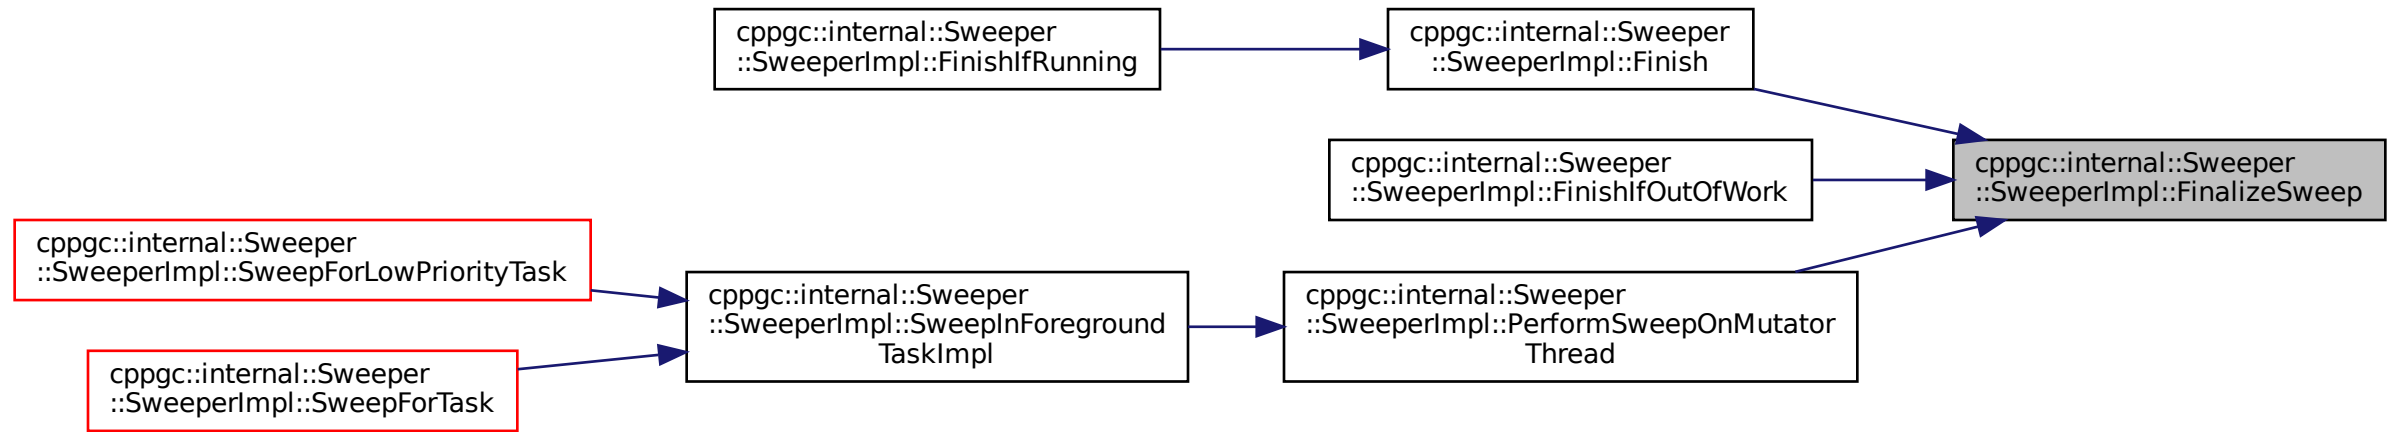 cppgc::internal::Sweeper
::SweeperImpl::FinishIfRunning
cppgc::internal::Sweeper
::SweeperImpl::Finish
cppgc::internal::Sweeper
::SweeperImpl::FinishIfOutOfWork
cppgc::internal::Sweeper
::SweeperImpl::FinalizeSweep
cppgc::internal::Sweeper
::SweeperImpl::SweepForLowPriorityTask
cppgc::internal::Sweeper
::SweeperImpl::SweepInForeground
TaskImpl
cppgc::internal::Sweeper
::SweeperImpl::PerformSweepOnMutator
Thread
cppgc::internal::Sweeper
::SweeperImpl::SweepForTask